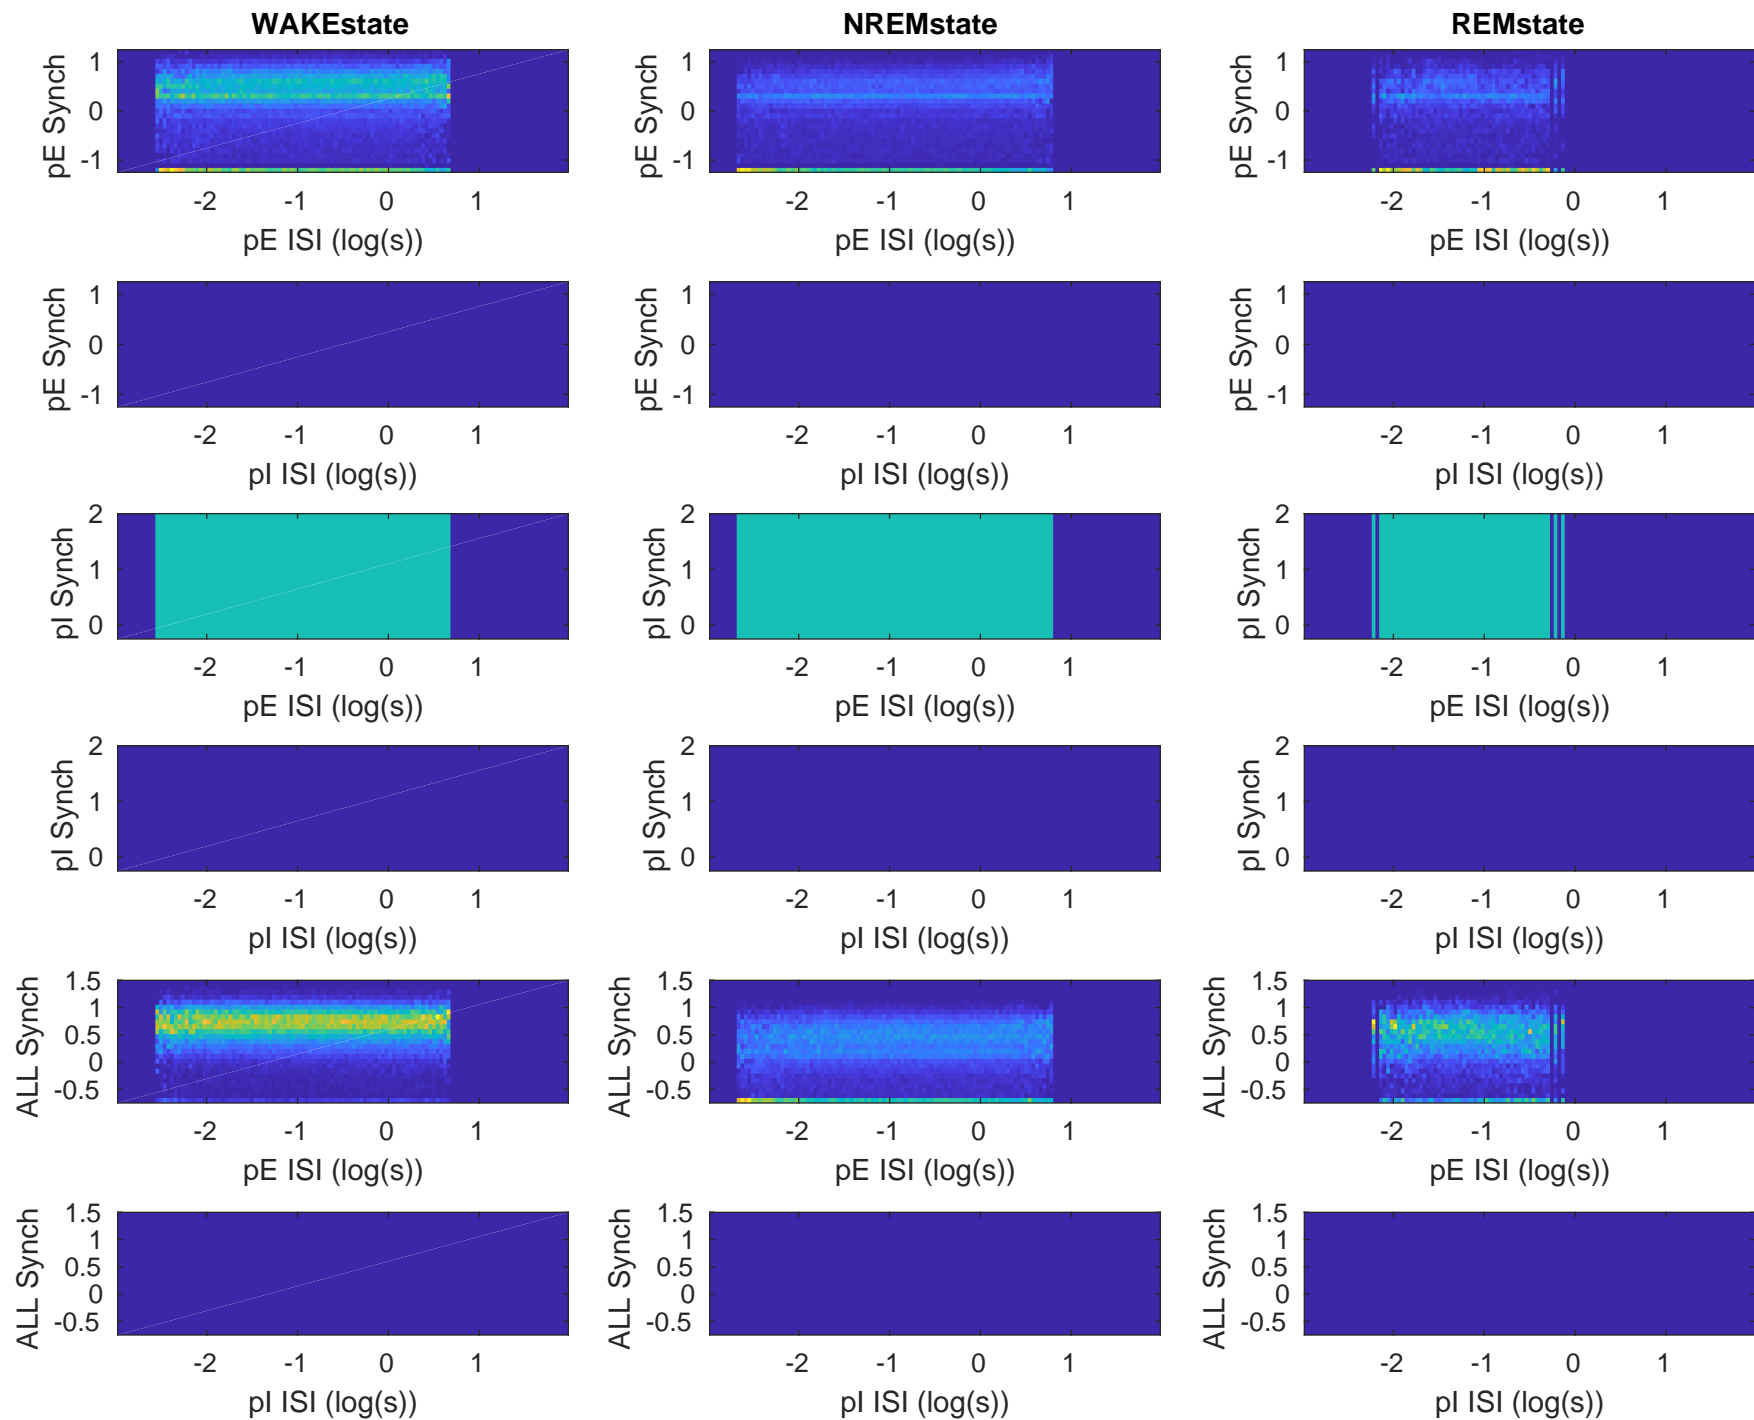 WAKEstate NREMstate REMstate
pE Synch 1 0 -1 pE Synch 1 0 -1 pE Synch 1 0 -1
-2 -1 0 1 -2 -1 0 1 -2 -1 0 1
pE ISI (log(s)) pE ISI (log(s)) pE ISI (log(s))
pE Synch 1 0 -1 pE Synch 1 0 -1 pE Synch 1 0 -1
-2 -1 0 1 -2 -1 0 1 -2 -1 0 1
pI ISI (log(s)) pI ISI (log(s)) pI ISI (log(s))
pI Synch 2 1 0 pI Synch 2 1 0 pI Synch 2 1 0
-2 -1 0 1 -2 -1 0 1 -2 -1 0 1
pE ISI (log(s)) pE ISI (log(s)) pE ISI (log(s))
pI Synch 2 1 0 pI Synch 2 1 0 pI Synch 2 1 0
-2 -1 0 1 -2 -1 0 1 -2 -1 0 1
pI ISI (log(s)) pI ISI (log(s)) pI ISI (log(s))
ALL Synch 1.5 1 0.5 0 -0.5 ALL Synch 1.5 1 0.5 0 -0.5 ALL Synch 1.5 1 0.5 0 -0.5
-2 -1 0 1 -2 -1 0 1 -2 -1 0 1
pE ISI (log(s)) pE ISI (log(s)) pE ISI (log(s))
ALL Synch 1.5 1 0.5 0 -0.5 ALL Synch 1.5 1 0.5 0 -0.5 ALL Synch 1.5 1 0.5 0 -0.5
-2 -1 0 1 -2 -1 0 1 -2 -1 0 1
pI ISI (log(s)) pI ISI (log(s)) pI ISI (log(s))